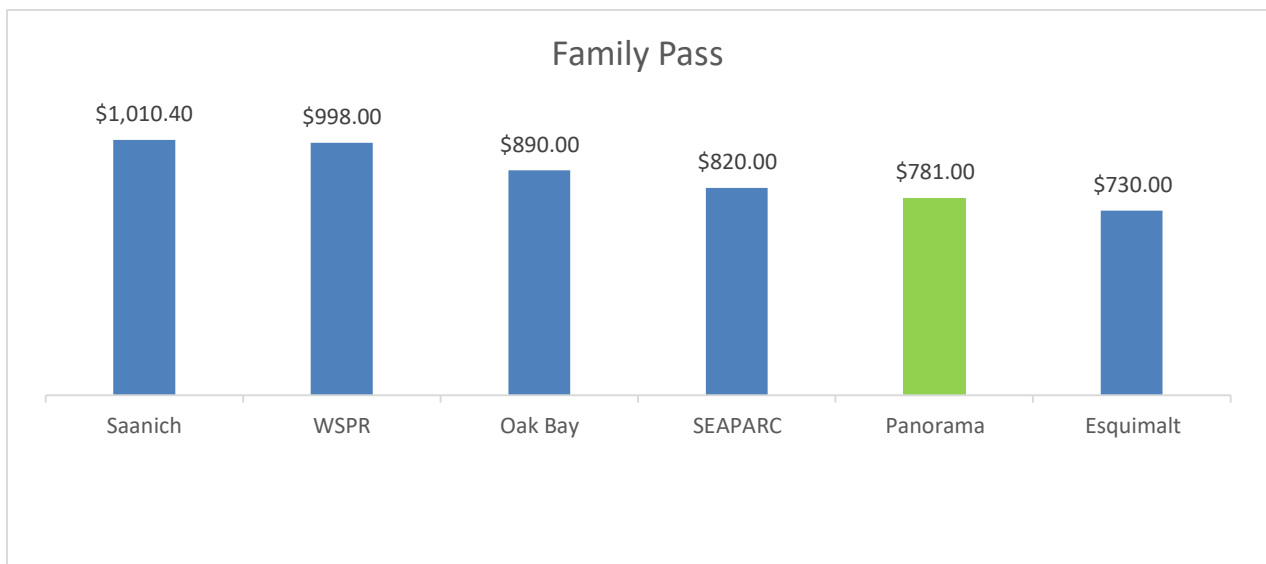 Family Pass
$1,010.40
$998.00
$890.00
$820.00
$781.00
$730.00
Saanich
WSPR
Oak Bay
SEAPARC
Panorama
Esquimalt